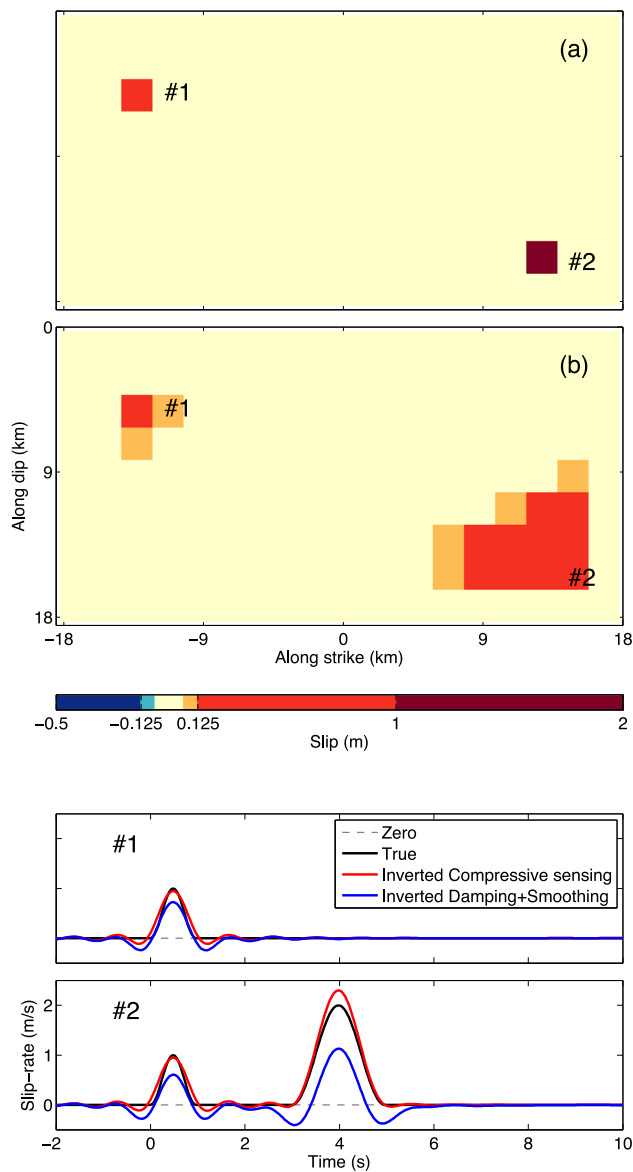 (a)
#1
#2
0
(b)
#1
Along dip (km)
9
#2
18
−18 −9 0 9 18
Along strike (km)
−0.5 −0.125 0.125 1 2
Slip (m)
#1
Zero
True
Inverted Compressive sensing
Inverted Damping+Smoothing
#2
Slip−rate (m/s)
2
1
0
−2 0 2 4 6 8 10
Time (s)